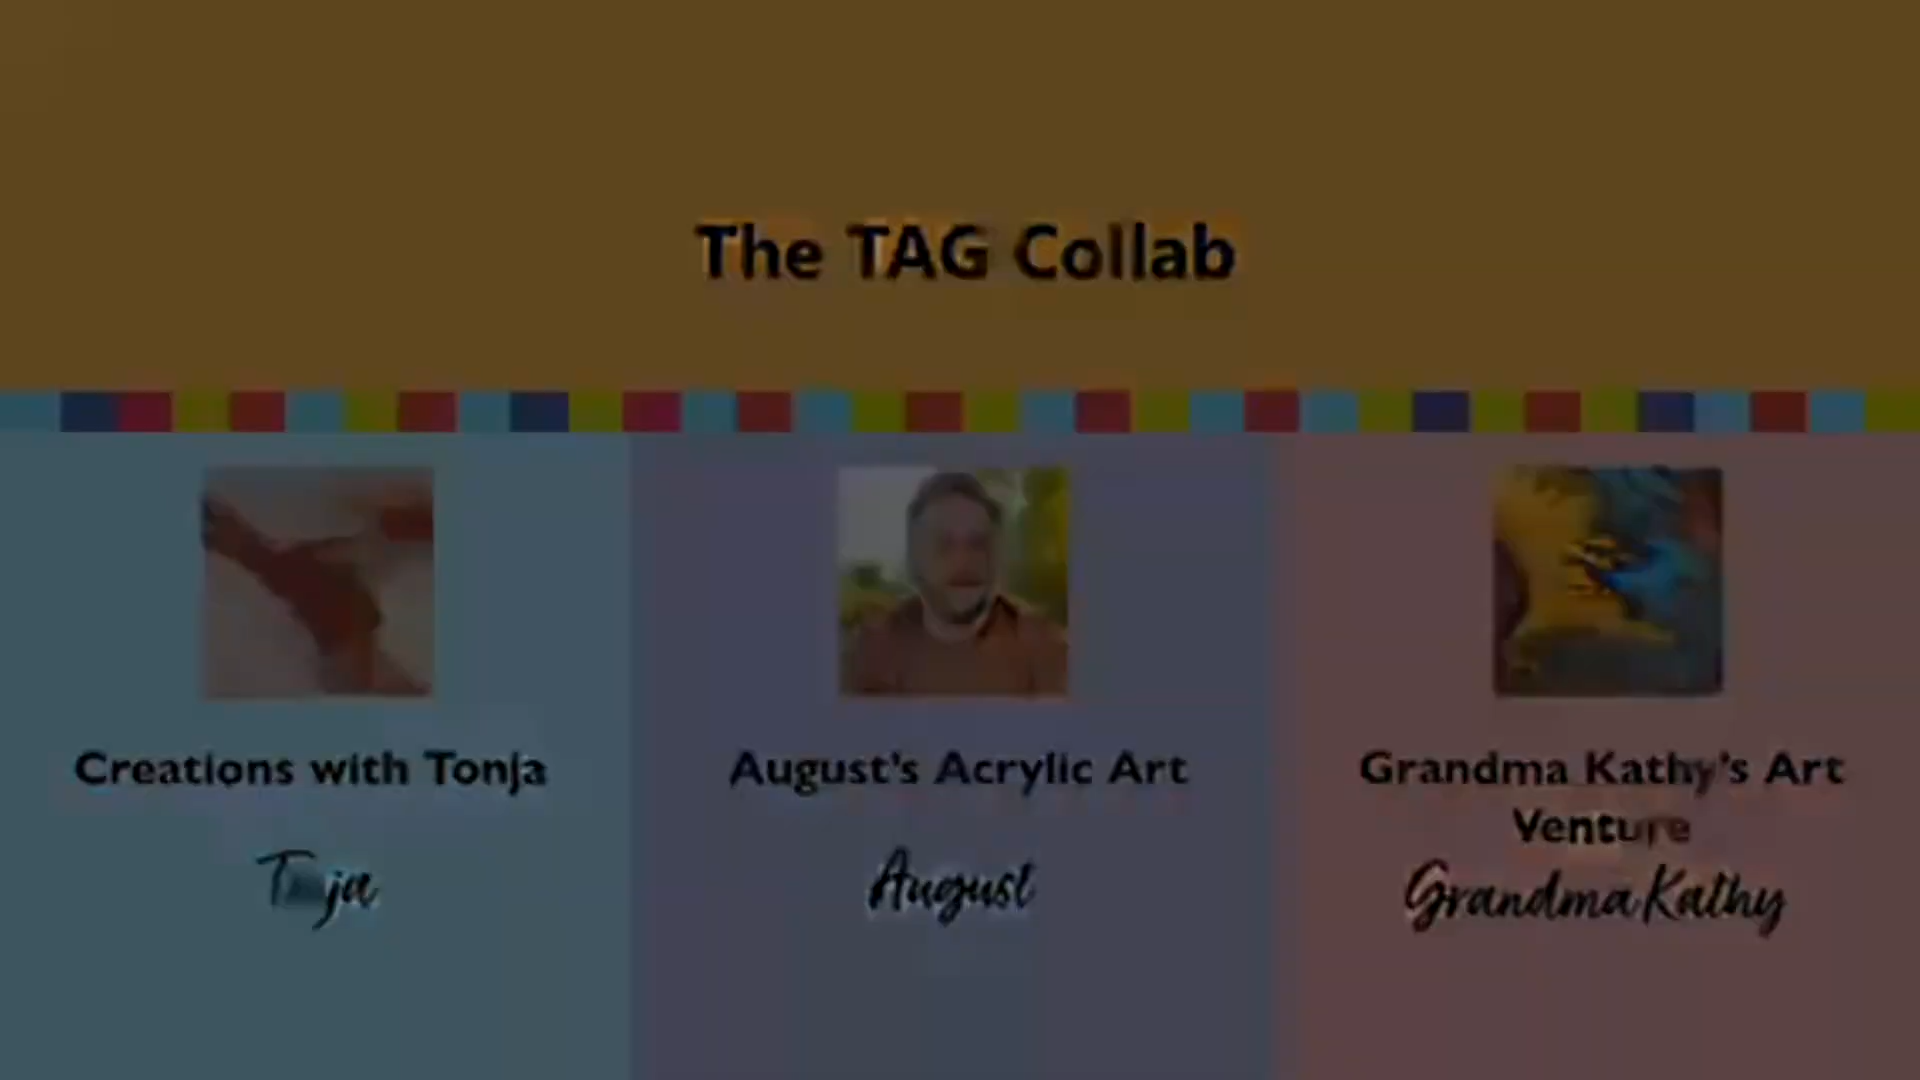 The TAG Collab
Creations with Tonja
Tonja
August's Acrylic Art
August
Grandma Kathy's Art
Venture
Grandma Kathy